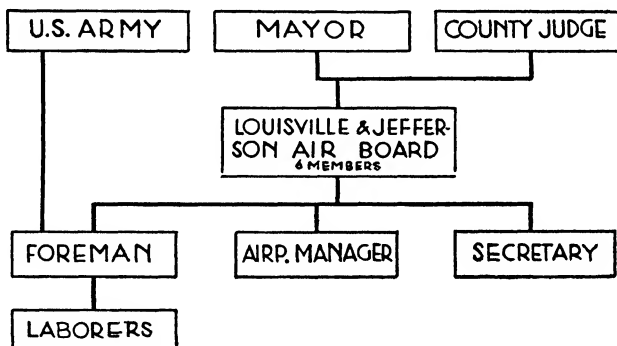 U.S. ARMY
MAYOR
COUNTY JUDGE
LOUISVILLE & JEFFER-
SON AIR BOARD
6 MEMBERS
FOREMAN
AIRP. MANAGER
SECRETARY
LABORERS